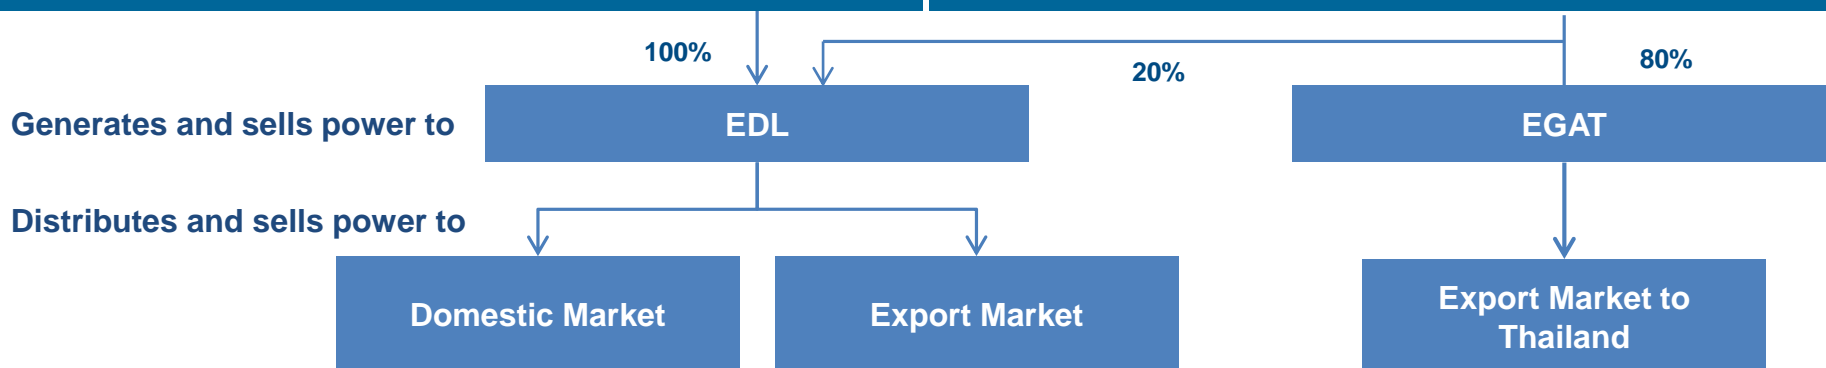 100%
20%
80%
Generates and sells power to
EDL
EGAT
Distributes and sells power to
Domestic Market
Export Market
Export Market to
Thailand